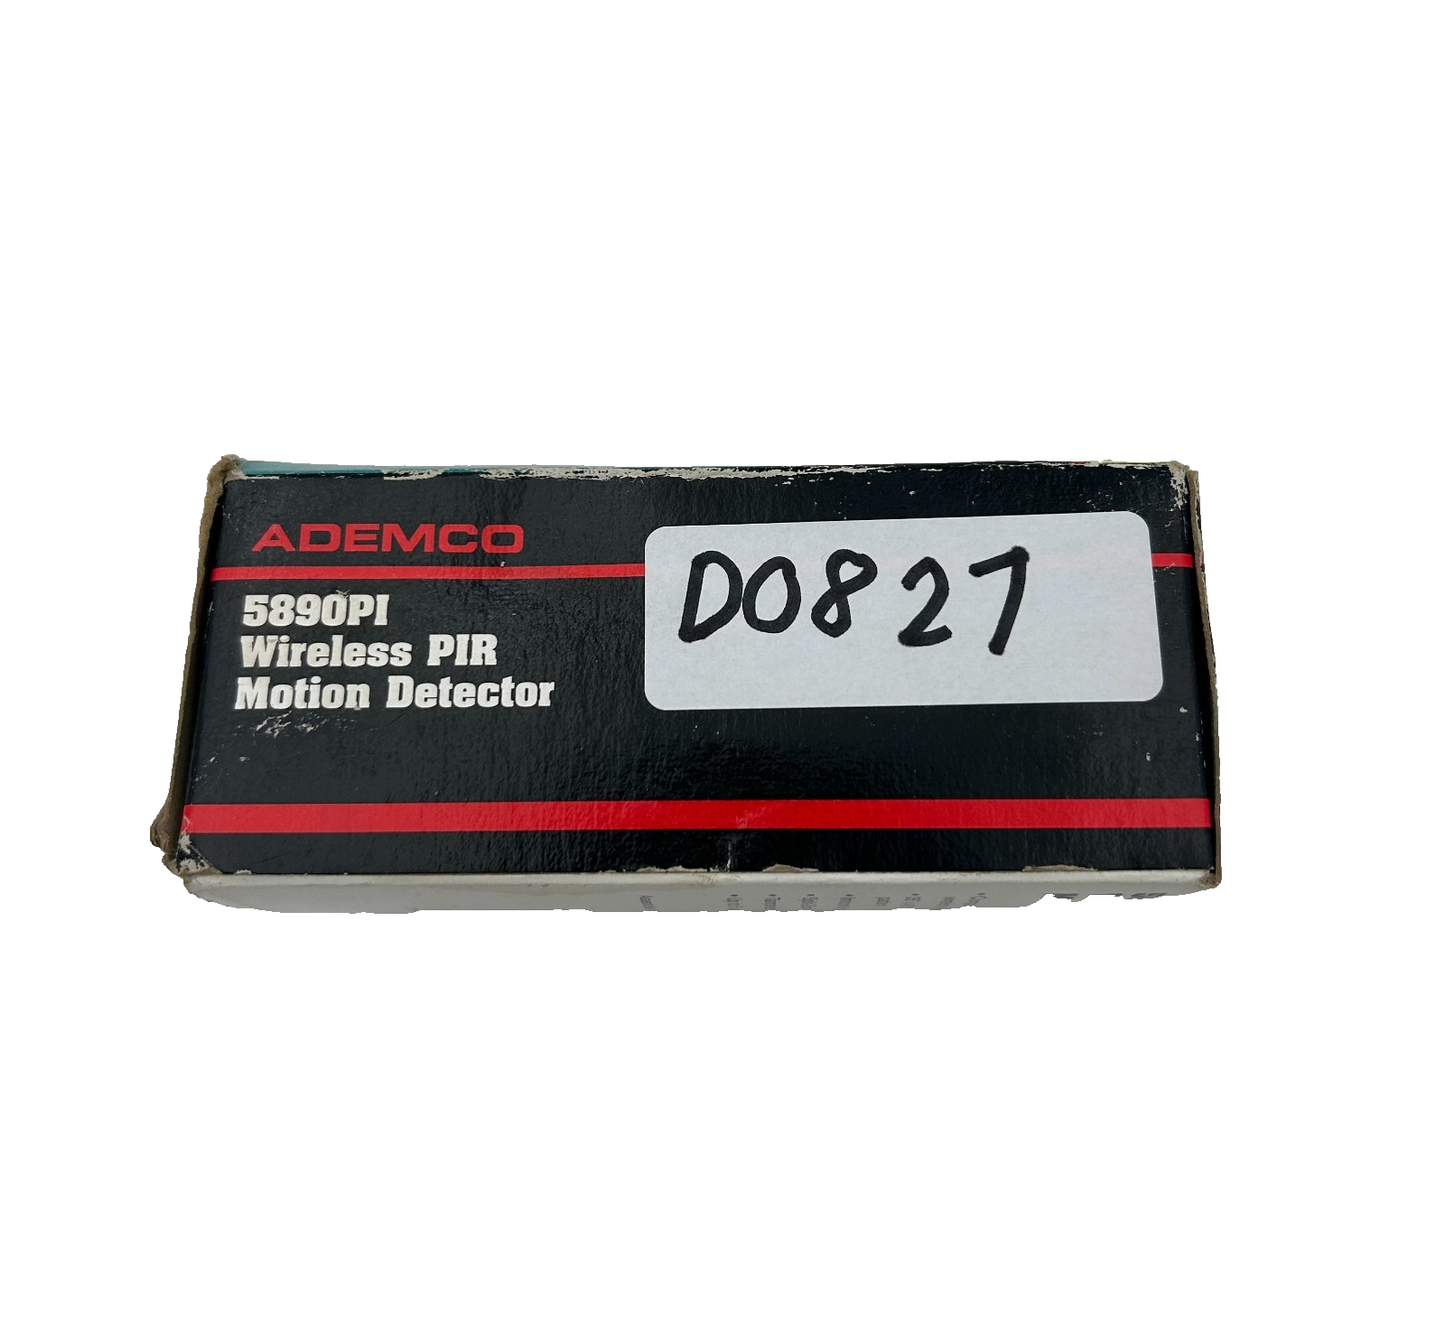 ADEMCO
5890PI
Wireless PIR
Motion Detector
D0827